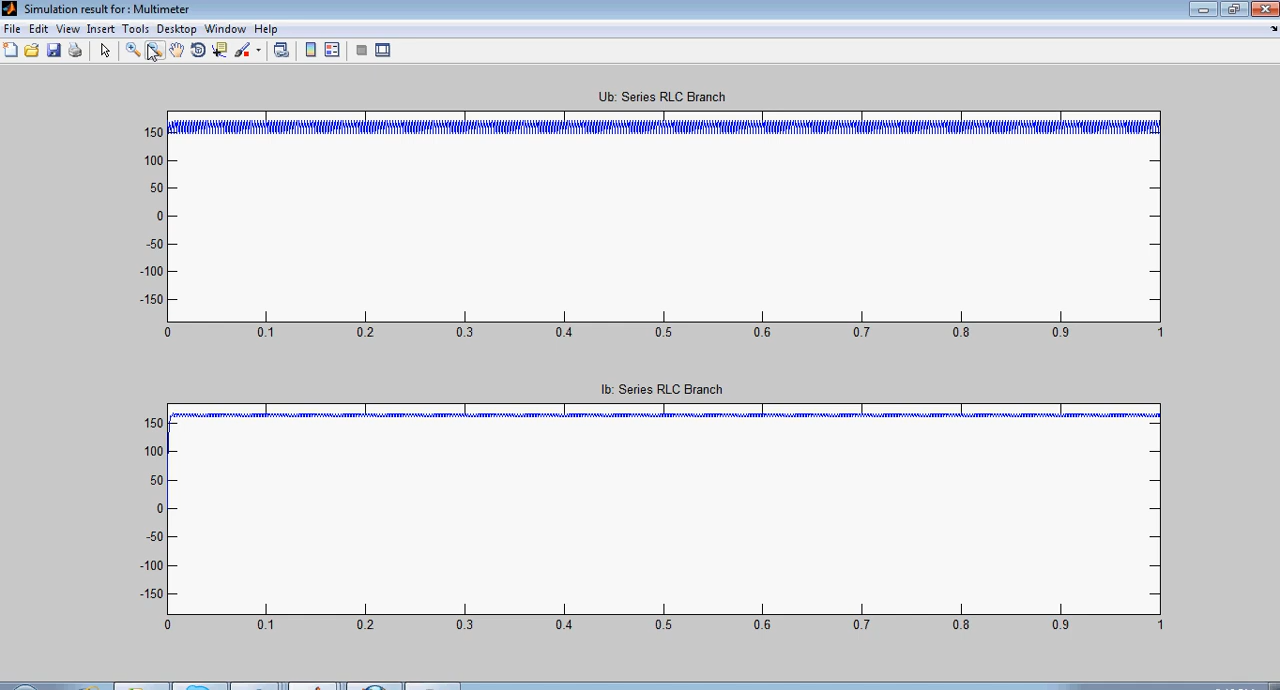 Simulation result for : Multimeter
File Edit View Insert Tools Desktop Window Help
Ub: Series RLC Branch
150
100
50
0
-50
-100
-150
0 0.1 0.2 0.3 0.4 0.5 0.6 0.7 0.8 0.9 1
Ib: Series RLC Branch
150
100
50
0
-50
-100
-150
0 0.1 0.2 0.3 0.4 0.5 0.6 0.7 0.8 0.9 1